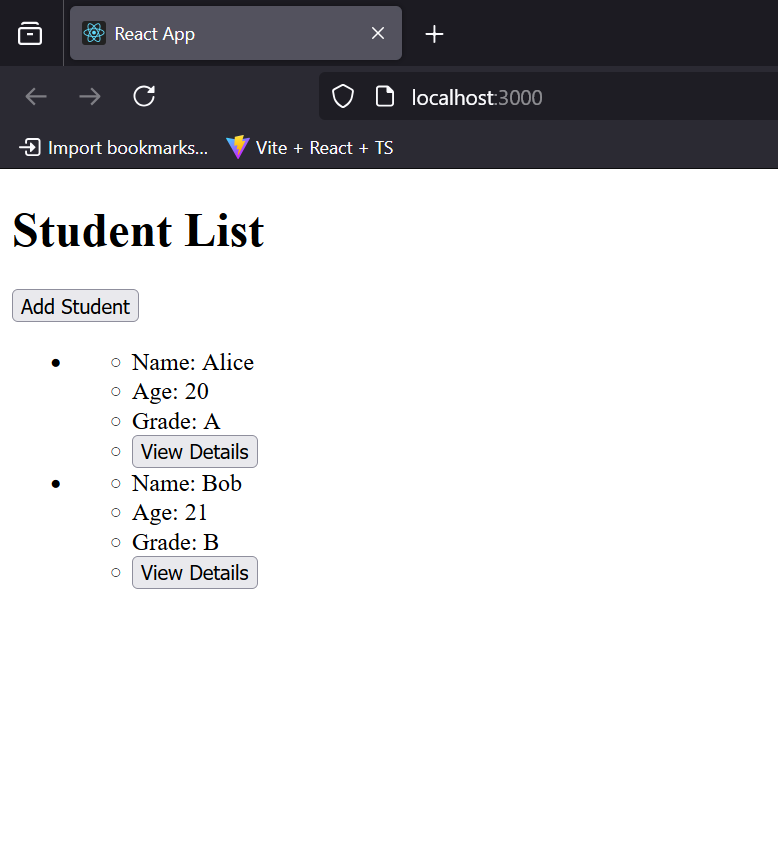 React App
localhost:3000
Import bookmarks... Vite + React + TS
Student List
Add Student
Name: Alice
Age: 20
Grade: A
View Details
Name: Bob
Age: 21
Grade: B
View Details